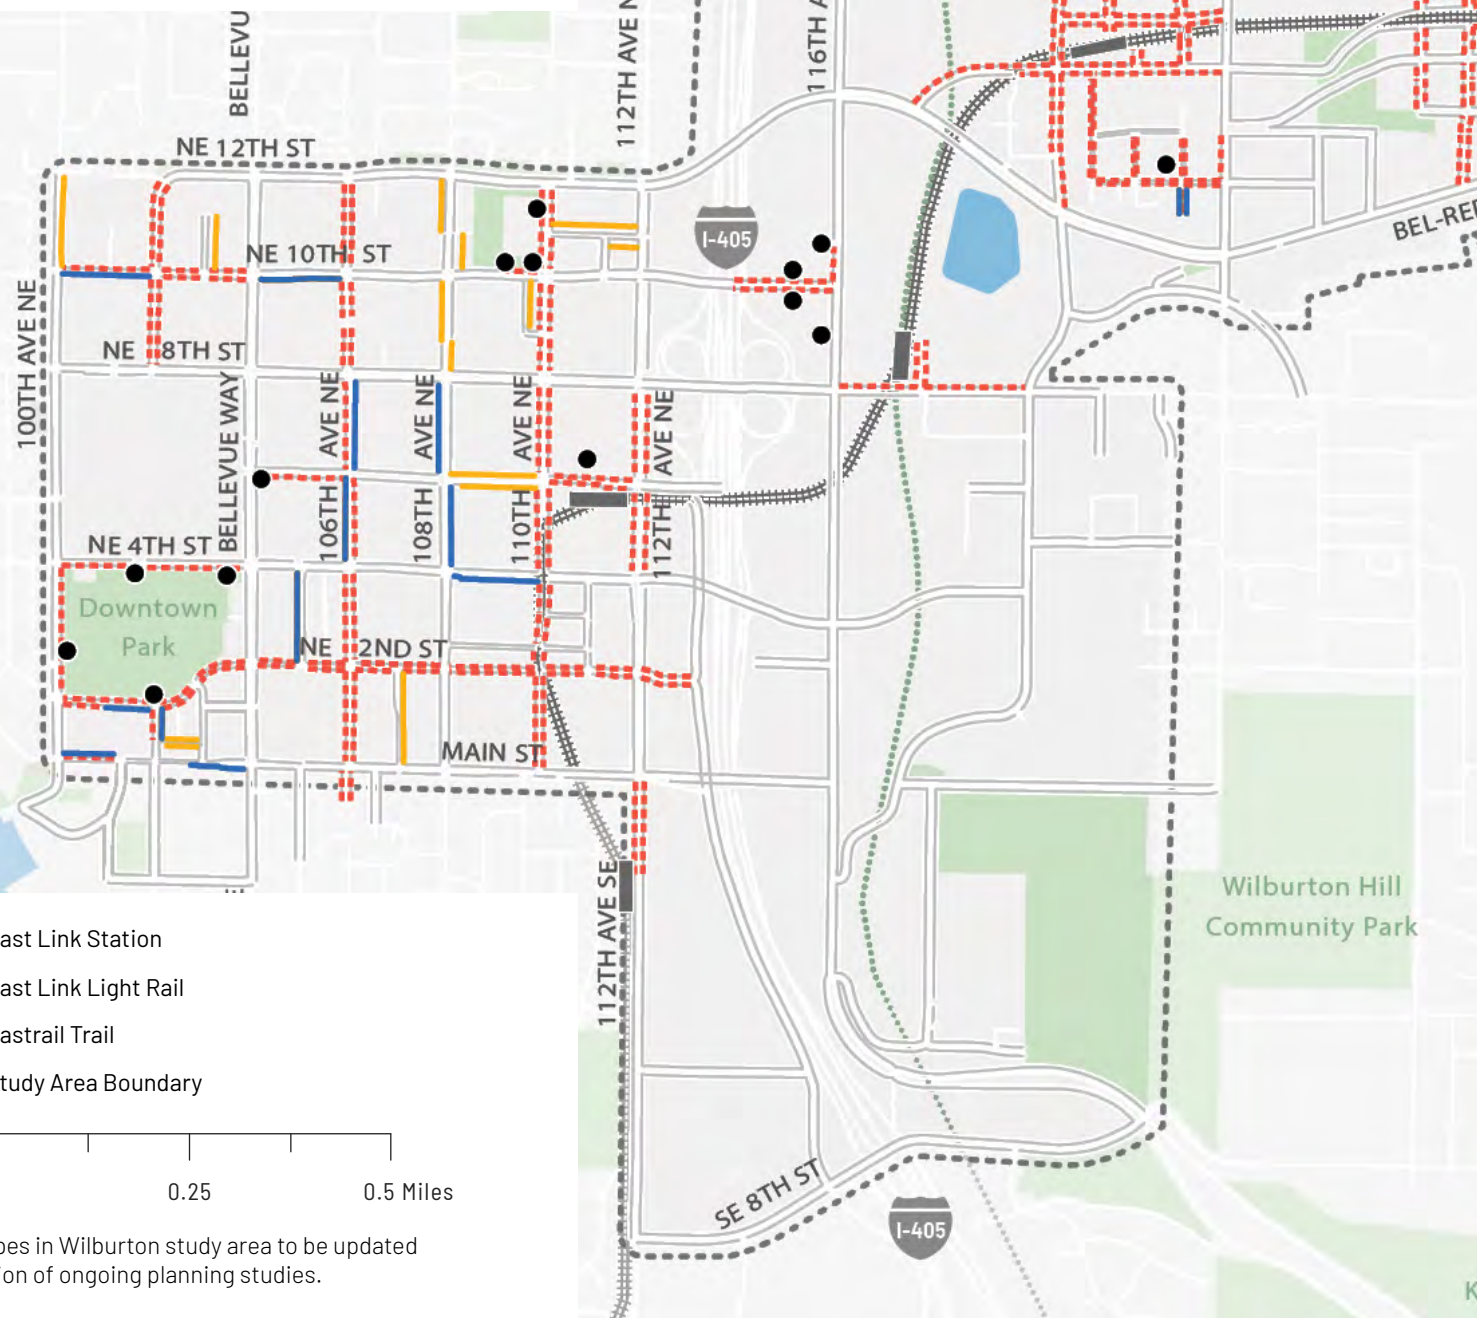 BELLEVU
112TH AVE N
116TH A
NE 12TH ST
NE 10TH ST
I-405
BEL-RED
100TH AVE NE
NE 8TH ST
BELLEVUE WAY
106TH AVE NE
108TH AVE NE
110TH AVE NE
112TH AVE NE
NE 4TH ST
Downtown
Park
NE 2ND ST
MAIN ST
112TH AVE SE
Wilburton Hill
Community Park
SE 8TH ST
I-405
K
ast Link Station
ast Link Light Rail
astrail Trail
tudy Area Boundary
0.25
0.5 Miles
pes in Wilburton study area to be updated
ion of ongoing planning studies.